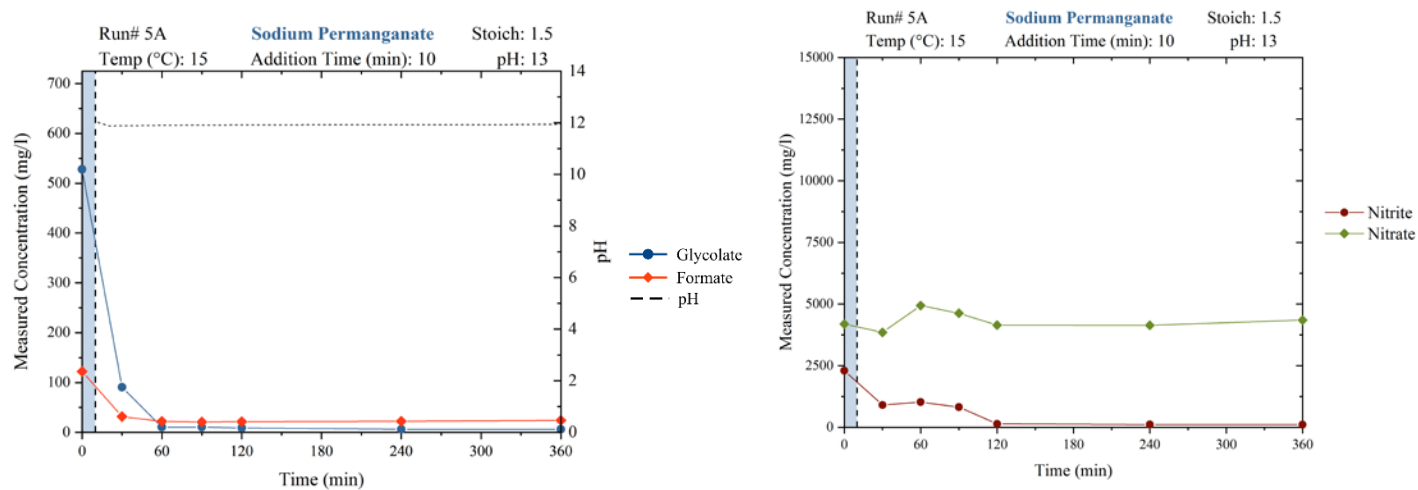 Run# 5A Sodium Permanganate Stoich: 1.5
Temp (°C): 15 Addition Time (min): 10 pH: 13
Measured Concentration (mg/l)
700
600
500
400
300
200
100
0
14
12
10
8
6
4
2
0
pH
0 60 120 180 240 300 360
Time (min)
Glycolate
Formate
pH
Run# 5A Sodium Permanganate Stoich: 1.5
Temp (°C): 15 Addition Time (min): 10 pH: 13
Measured Concentration (mg/l)
15000
12500
10000
7500
5000
2500
0
0 60 120 180 240 300 360
Time (min)
Nitrite
Nitrate